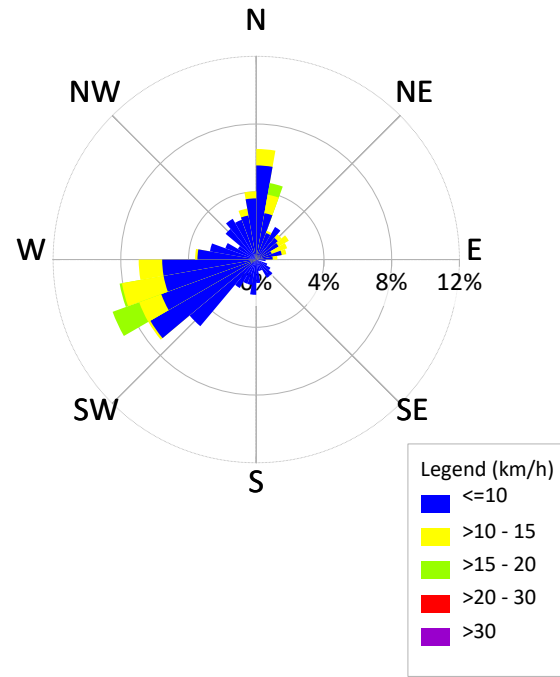 N
NW
NE
W
E
0%
4%
8%
12%
SW
SE
S
Legend (km/h)
<=10
>10 - 15
>15 - 20
>20 - 30
>30